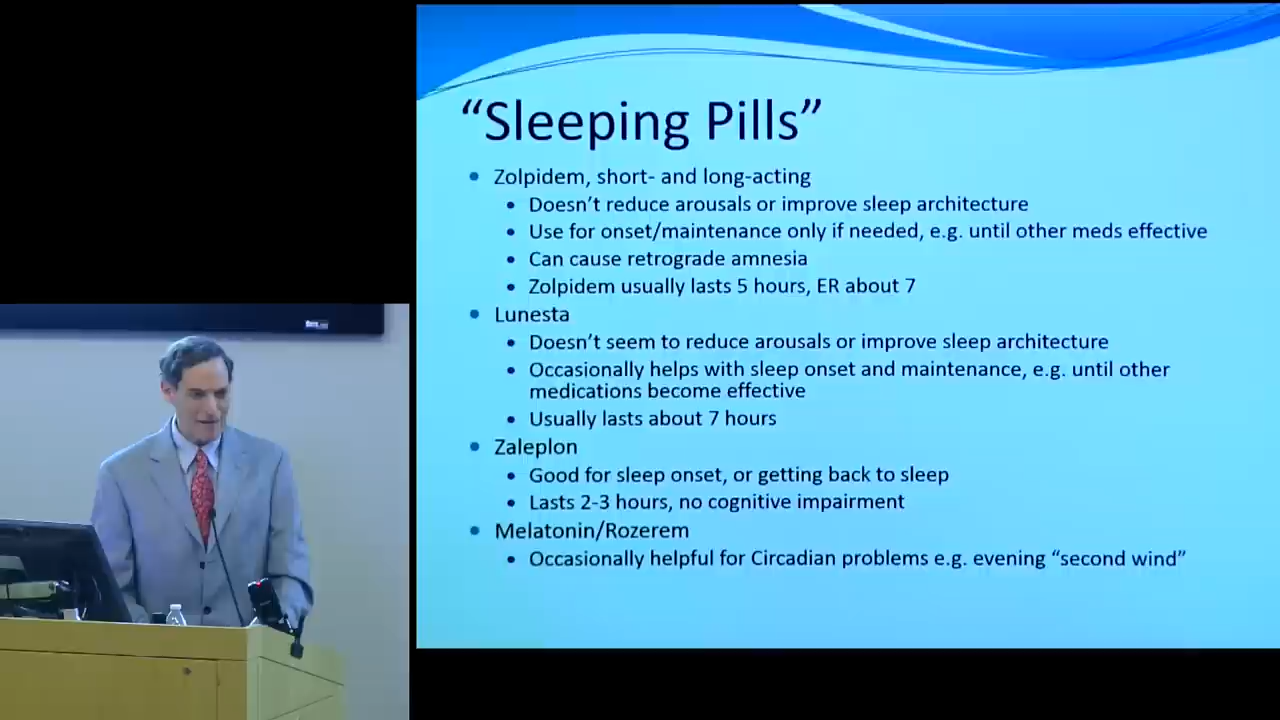 “Sleeping Pills”
• Zolpidem, short- and long-acting
• Doesn’t reduce arousals or improve sleep architecture
• Use for onset/maintenance only if needed, e.g. until other meds effective
• Can cause retrograde amnesia
• Zolpidem usually lasts 5 hours, ER about 7
• Lunesta
• Doesn’t seem to reduce arousals or improve sleep architecture
• Occasionally helps with sleep onset and maintenance, e.g. until other
medications become effective
• Usually lasts about 7 hours
• Zaleplon
• Good for sleep onset, or getting back to sleep
• Lasts 2-3 hours, no cognitive impairment
• Melatonin/Rozerem
• Occasionally helpful for Circadian problems e.g. evening “second wind”